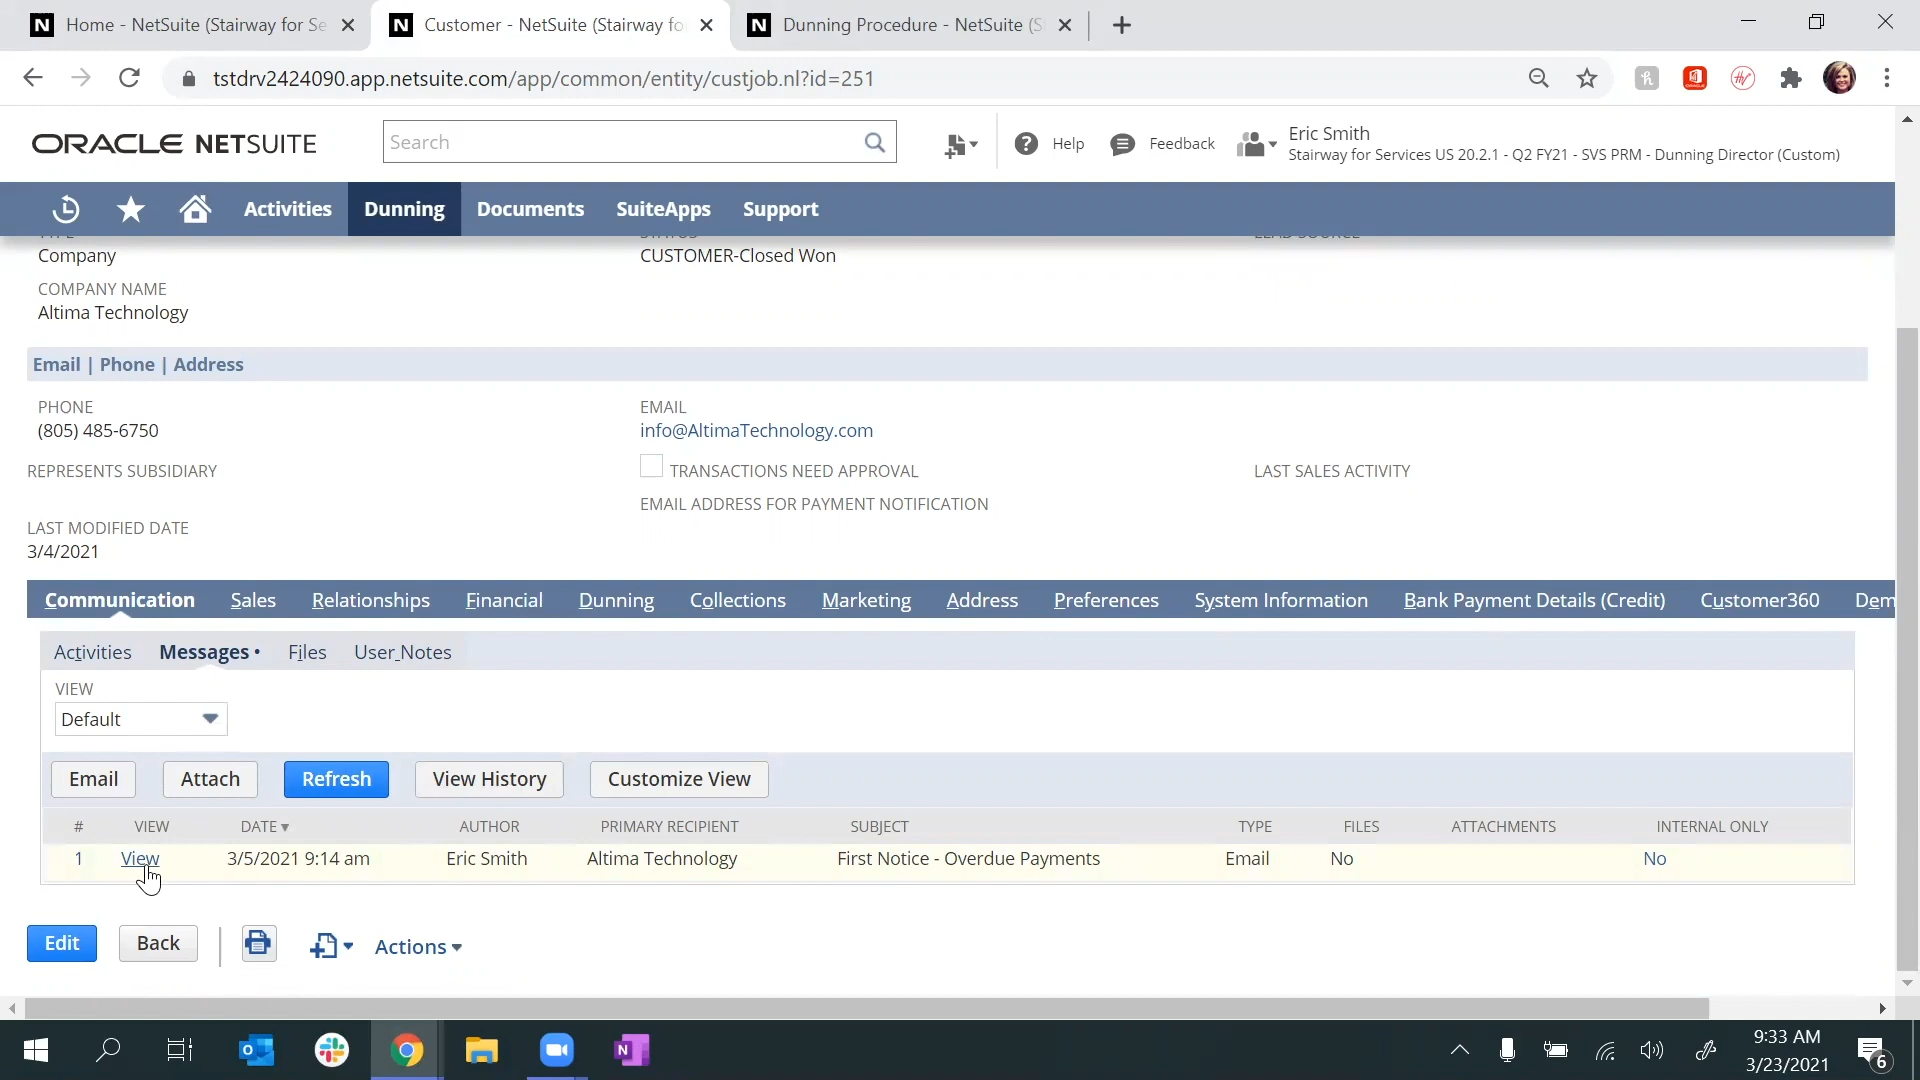 Home - NetSuite (Stairway for Se
Customer - NetSuite (Stairway fo
Dunning Procedure - NetSuite (S
tstdrv2424090.app.netsuite.com/app/common/entity/custjob.nl?id=251
ORACLE NETSUITE
Search
Help
Feedback
Eric Smith
Stairway for Services US 20.2.1 - Q2 FY21 - SVS PRM - Dunning Director (Custom)
Activities Dunning Documents SuiteApps Support
Company
CUSTOMER-Closed Won
COMPANY NAME
Altima Technology
Email | Phone | Address
PHONE
(805) 485-6750
EMAIL
info@AltimaTechnology.com
REPRESENTS SUBSIDIARY
TRANSACTIONS NEED APPROVAL
LAST SALES ACTIVITY
EMAIL ADDRESS FOR PAYMENT NOTIFICATION
LAST MODIFIED DATE
3/4/2021
Communication Sales Relationships Financial Dunning Collections Marketing Address Preferences System Information Bank Payment Details (Credit) Customer360 Dem
Activities Messages • Files User Notes
VIEW
Default
Email Attach Refresh View History Customize View
# VIEW DATE AUTHOR PRIMARY RECIPIENT SUBJECT TYPE FILES ATTACHMENTS INTERNAL ONLY
1 View 3/5/2021 9:14 am Eric Smith Altima Technology First Notice - Overdue Payments Email No No
Edit Back Actions
9:33 AM
3/23/2021
6